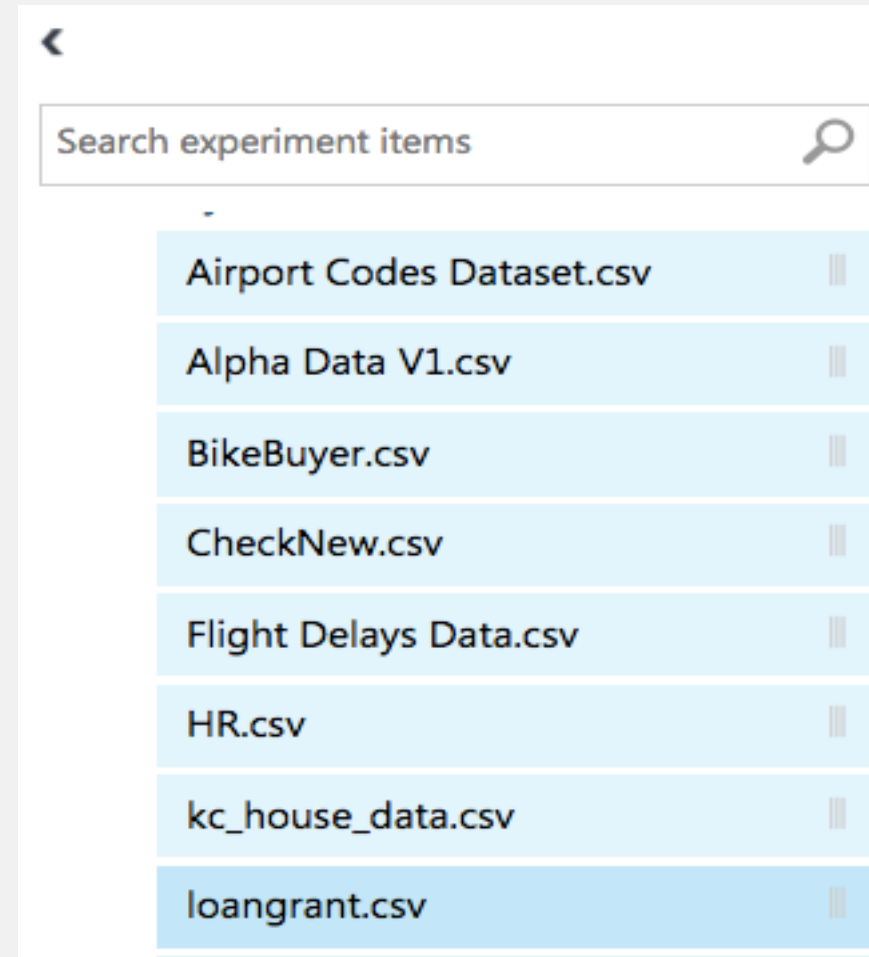 Search experiment items
Airport Codes Dataset.csv
Alpha Data V1.csv
BikeBuyer.csv
CheckNew.csv
Flight Delays Data.csv
HR.csv
kc_house_data.csv
loangrant.csv